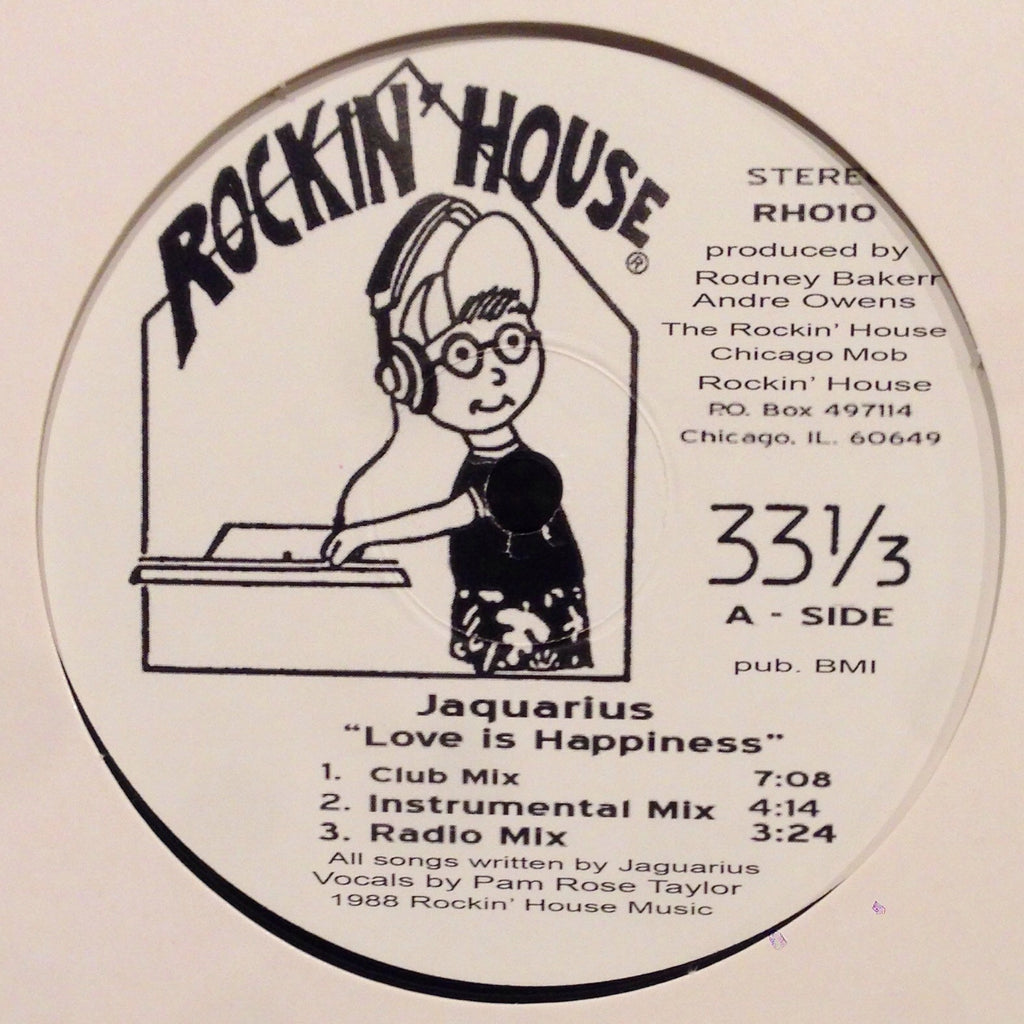 ROCKIN' HOUSE
®
STEREO
RH010
produced by
Rodney Bakerr
Andre Owens
The Rockin' House
Chicago Mob
Rockin' House
P.O. Box 497114
Chicago, IL. 60649
33 1/3
A - SIDE
pub. BMI
Jaquarius
"Love is Happiness"
1. Club Mix 7:08
2. Instrumental Mix 4:14
3. Radio Mix 3:24
All songs written by Jaguarius
Vocals by Pam Rose Taylor
1988 Rockin' House Music